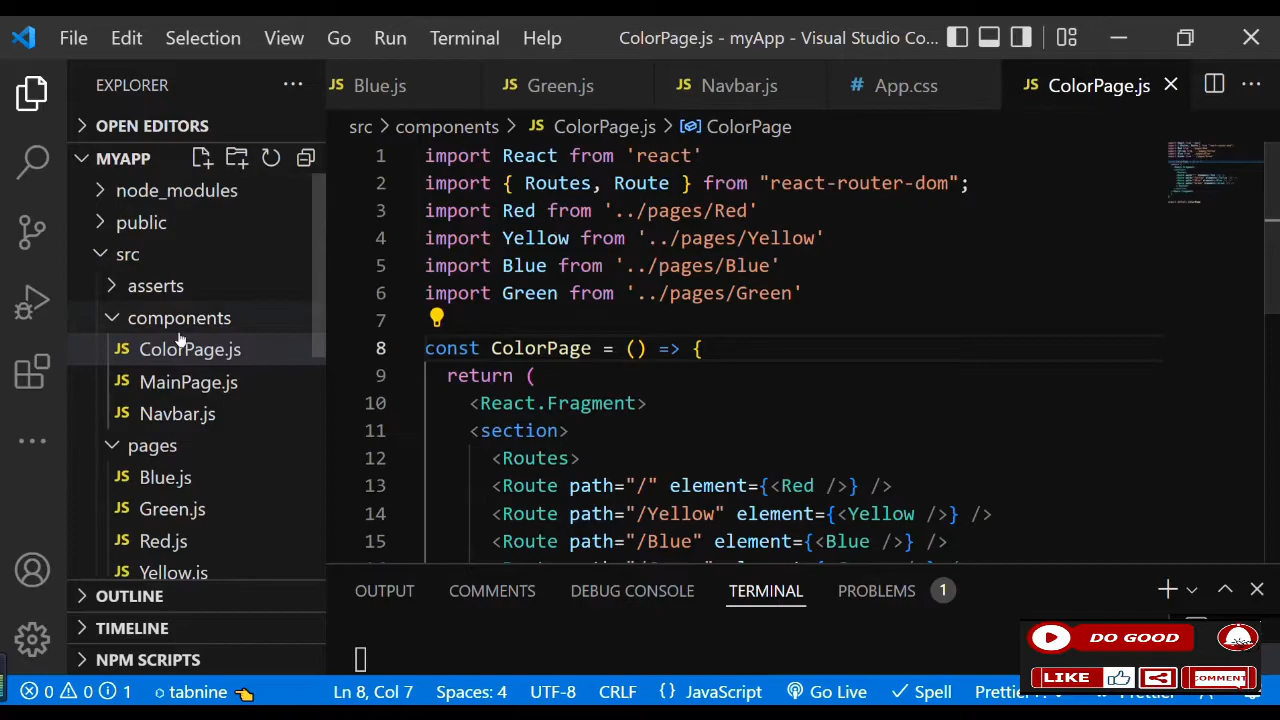 File Edit Selection View Go Run Terminal Help ColorPage.js - myApp - Visual Studio Co...
EXPLORER ...
OPEN EDITORS
MYAPP
node_modules
public
src
asserts
components
JS ColorPage.js
JS MainPage.js
JS Navbar.js
pages
JS Blue.js
JS Green.js
JS Red.js
JS Yellow.js
OUTLINE
TIMELINE
NPM SCRIPTS
JS Blue.js JS Green.js JS Navbar.js # App.css JS ColorPage.js
src > components > JS ColorPage.js > ColorPage
1 import React from 'react'
2 import { Routes, Route } from "react-router-dom";
3 import Red from '../pages/Red'
4 import Yellow from '../pages/Yellow'
5 import Blue from '../pages/Blue'
6 import Green from '../pages/Green'
7
8 const ColorPage = () => {
9 return (
10 <React.Fragment>
11 <section>
12 <Routes>
13 <Route path="/" element={<Red />} />
14 <Route path="/Yellow" element={<Yellow />} />
15 <Route path="/Blue" element={<Blue />} />
OUTPUT COMMENTS DEBUG CONSOLE TERMINAL PROBLEMS 1
DO GOOD
LIKE COMMENT
0 0 1 tabnine Ln 8, Col 7 Spaces: 4 UTF-8 CRLF { } JavaScript Go Live Spell